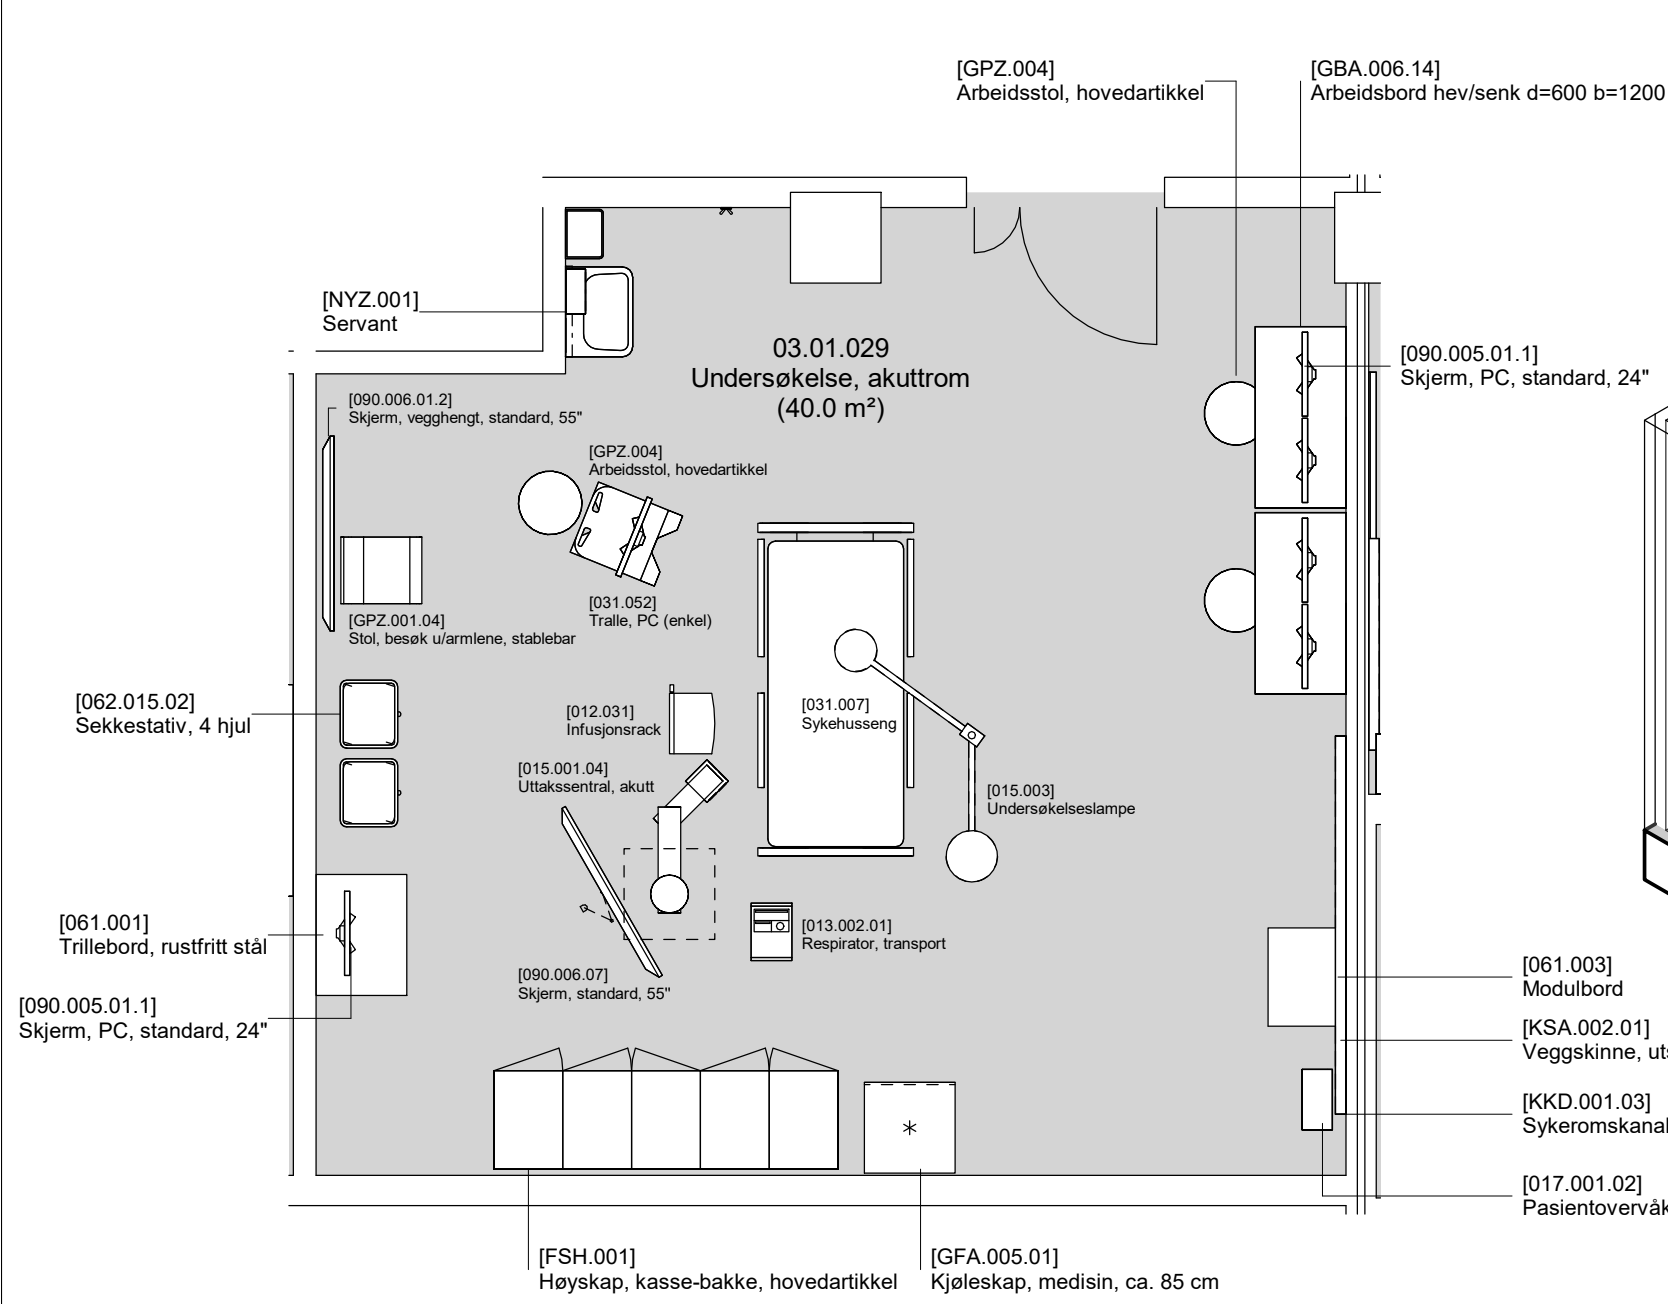 [GPZ.004]
Arbeidsstol, hovedartikkel
[GBA.006.14]
Arbeidsbord hev/senk d=600 b=1200
[NYZ.001]
Servant
03.01.029
Undersøkelse, akuttrom
(40.0 m²)
[090.005.01.1]
Skjerm, PC, standard, 24"
[090.006.01.2]
Skjerm, vegghengt, standard, 55"
[GPZ.004]
Arbeidsstol, hovedartikkel
[031.052]
Tralle, PC (enkel)
[GPZ.001.04]
Stol, besøk u/armlene, stablebar
[062.015.02]
Sekkestativ, 4 hjul
[012.031]
Infusjonsrack
[031.007]
Sykehusseng
[015.001.04]
Uttakssentral, akutt
[015.003]
Undersøkelseslampe
[061.001]
Trillebord, rustfritt stål
[013.002.01]
Respirator, transport
[090.006.07]
Skjerm, standard, 55"
[090.005.01.1]
Skjerm, PC, standard, 24"
[061.003]
Modulbord
[KSA.002.01]
Veggskinne,
[KKD.001.03]
Sykeromskanal
[017.001.02]
[FSH.001]
Høyskap, kasse-bakke, hovedartikkel
[GFA.005.01]
Kjøleskap, medisin, ca. 85 cm